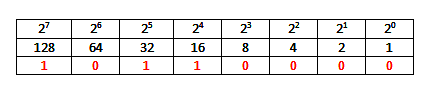 2⁷ 2⁶ 2⁵ 2⁴ 2³ 2² 2¹ 2⁰
128 64 32 16 8 4 2 1
1 0 1 1 0 0 0 0